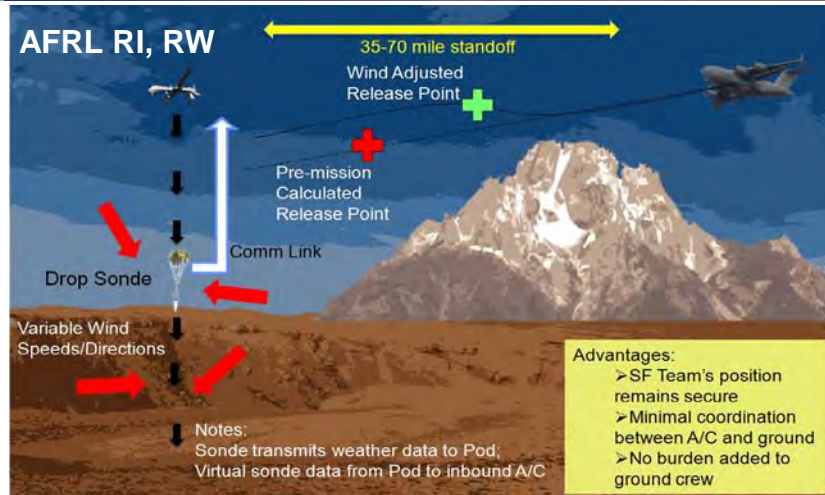 AFRL RI, RW
35-70 mile standoff
Wind Adjusted
Release Point
Pre-mission
Calculated
Release Point
Comm Link
Drop Sonde
Variable Wind
Speeds/Directions
Notes:
Sonde transmits weather data to Pod;
Virtual sonde data from Pod to inbound A/C
Advantages:
➢SF Team's position
remains secure
➢Minimal coordination
between A/C and ground
➢No burden added to
ground crew